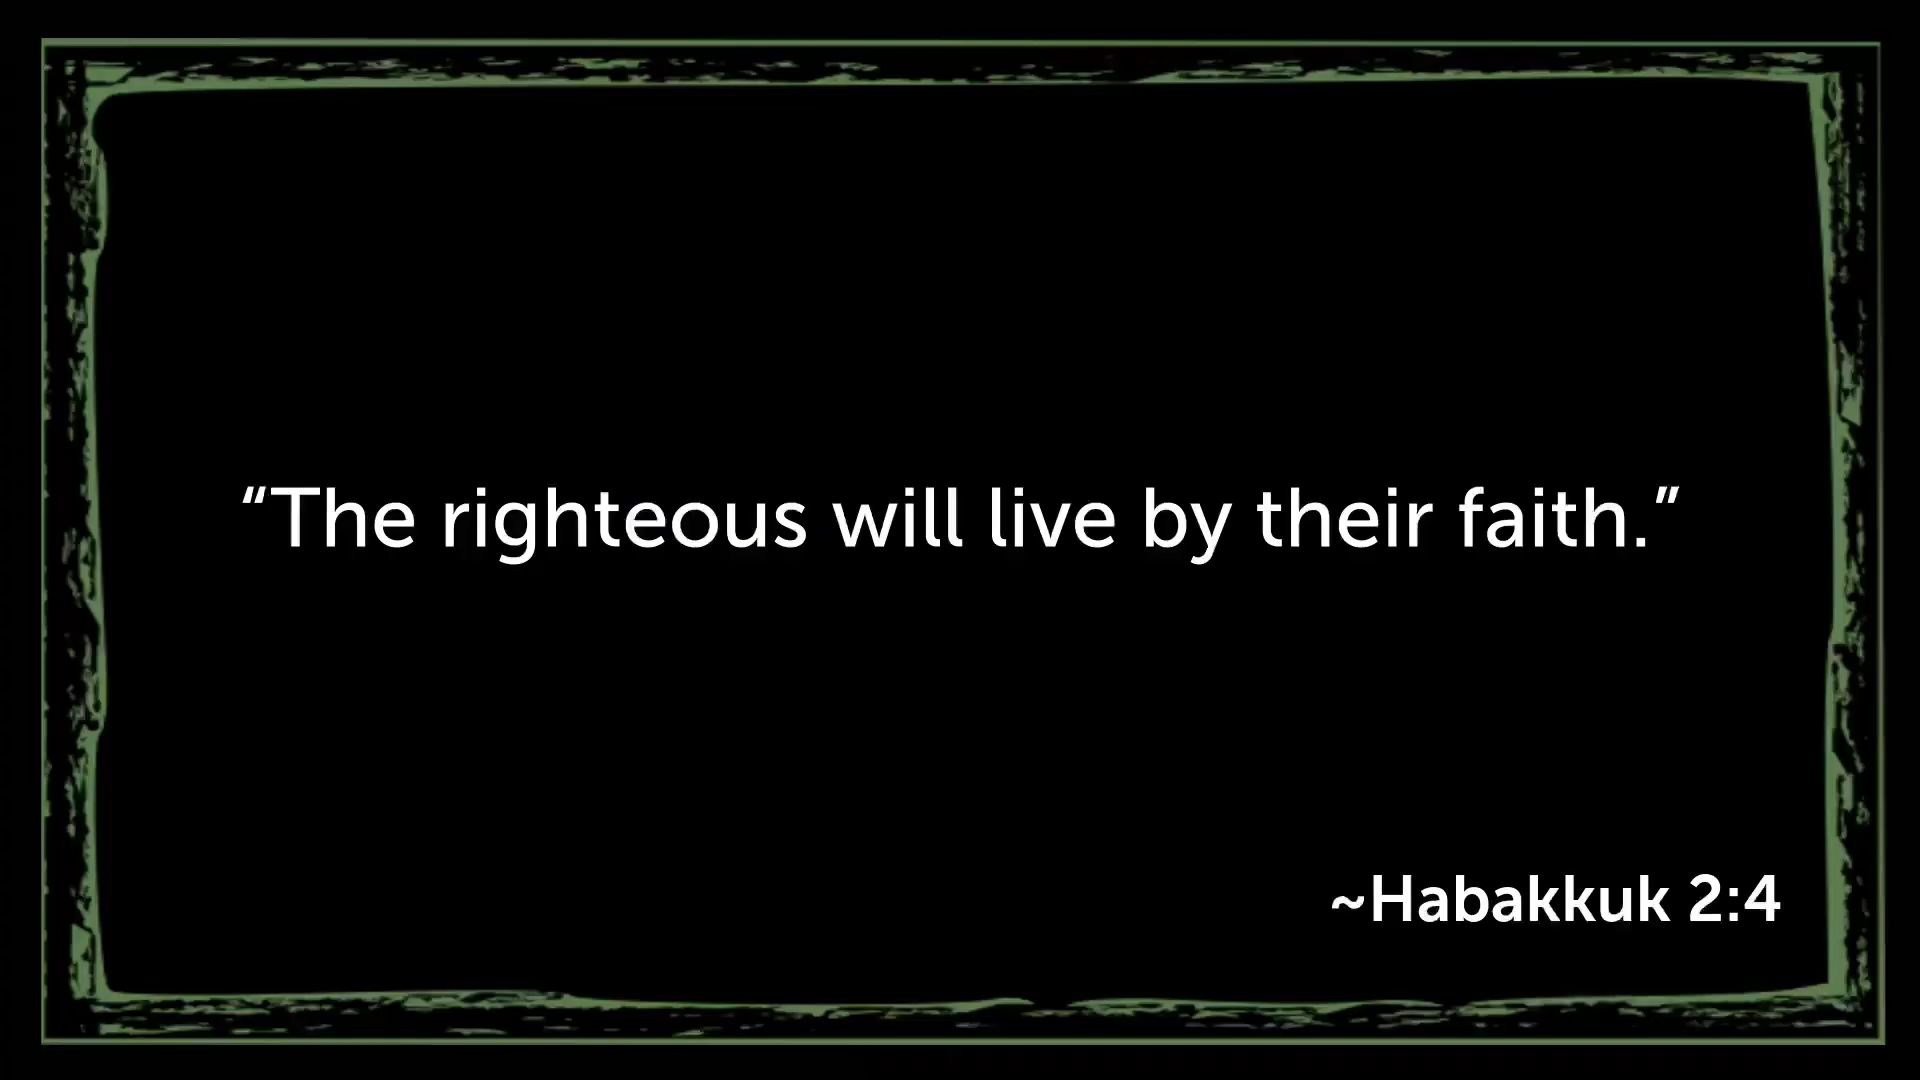 “The righteous will live by their faith.”
~Habakkuk 2:4